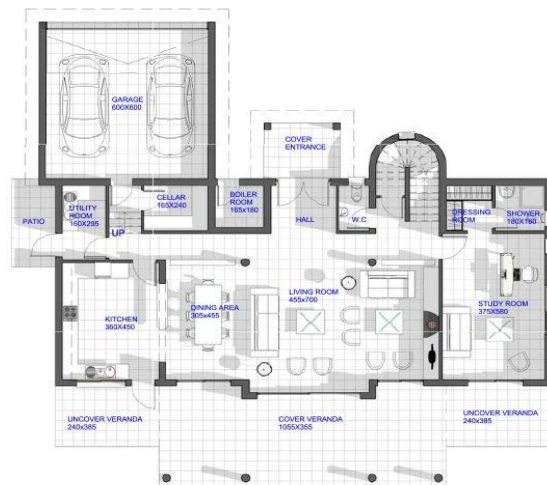 GARAGE
600X600
COVER
ENTRANCE
CELLAR
165X240
BOILER
ROOM
165x180
UTILITY
ROOM
160X295
PATIO
UP
HALL
W.C
DRESSING
ROOM
SHOWER
180X160
KITCHEN
360X450
DINING AREA
305x455
LIVING ROOM
455x700
STUDY ROOM
375X580
UNCOVER VERANDA
240x385
COVER VERANDA
1055X355
UNCOVER VERANDA
240x385